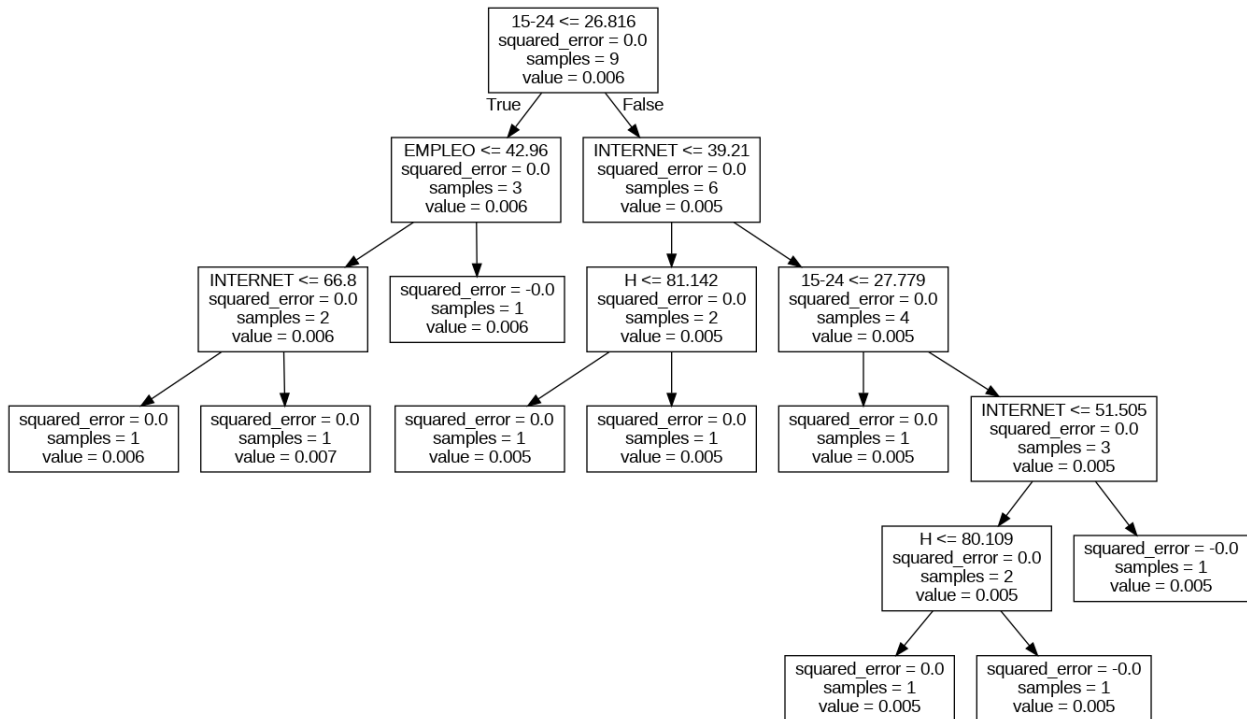 15-24 <= 26.816
squared_error = 0.0
samples = 9
value = 0.006
True
False
EMPLEO <= 42.96
squared_error = 0.0
samples = 3
value = 0.006
INTERNET <= 39.21
squared_error = 0.0
samples = 6
value = 0.005
INTERNET <= 66.8
squared_error = 0.0
samples = 2
value = 0.006
squared_error = -0.0
samples = 1
value = 0.006
H <= 81.142
squared_error = 0.0
samples = 2
value = 0.005
15-24 <= 27.779
squared_error = 0.0
samples = 4
value = 0.005
squared_error = 0.0
samples = 1
value = 0.006
squared_error = 0.0
samples = 1
value = 0.007
squared_error = 0.0
samples = 1
value = 0.005
squared_error = 0.0
samples = 1
value = 0.005
squared_error = 0.0
samples = 1
value = 0.005
INTERNET <= 51.505
squared_error = 0.0
samples = 3
value = 0.005
H <= 80.109
squared_error = 0.0
samples = 2
value = 0.005
squared_error = -0.0
samples = 1
value = 0.005
squared_error = 0.0
samples = 1
value = 0.005
squared_error = -0.0
samples = 1
value = 0.005